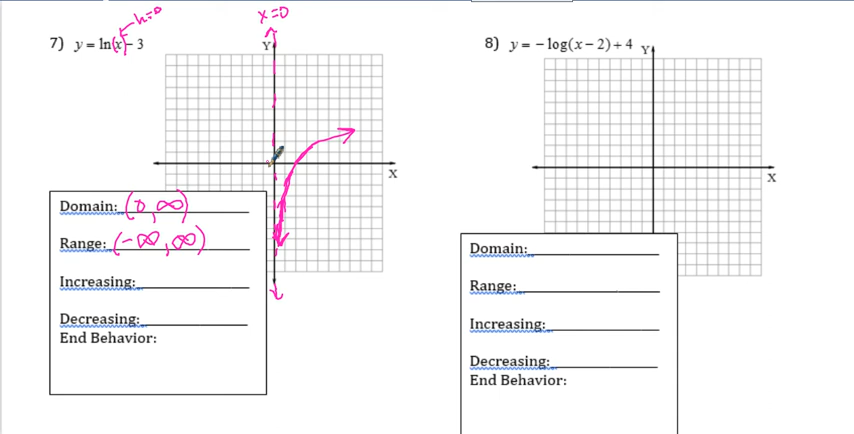 h=0
x=0
7) y = ln(x) - 3
Y
X
Domain: (0, ∞)
Range: (-∞, ∞)
Increasing:
Decreasing:
End Behavior:
8) y = - log(x - 2) + 4
Y
X
Domain:
Range:
Increasing:
Decreasing:
End Behavior: